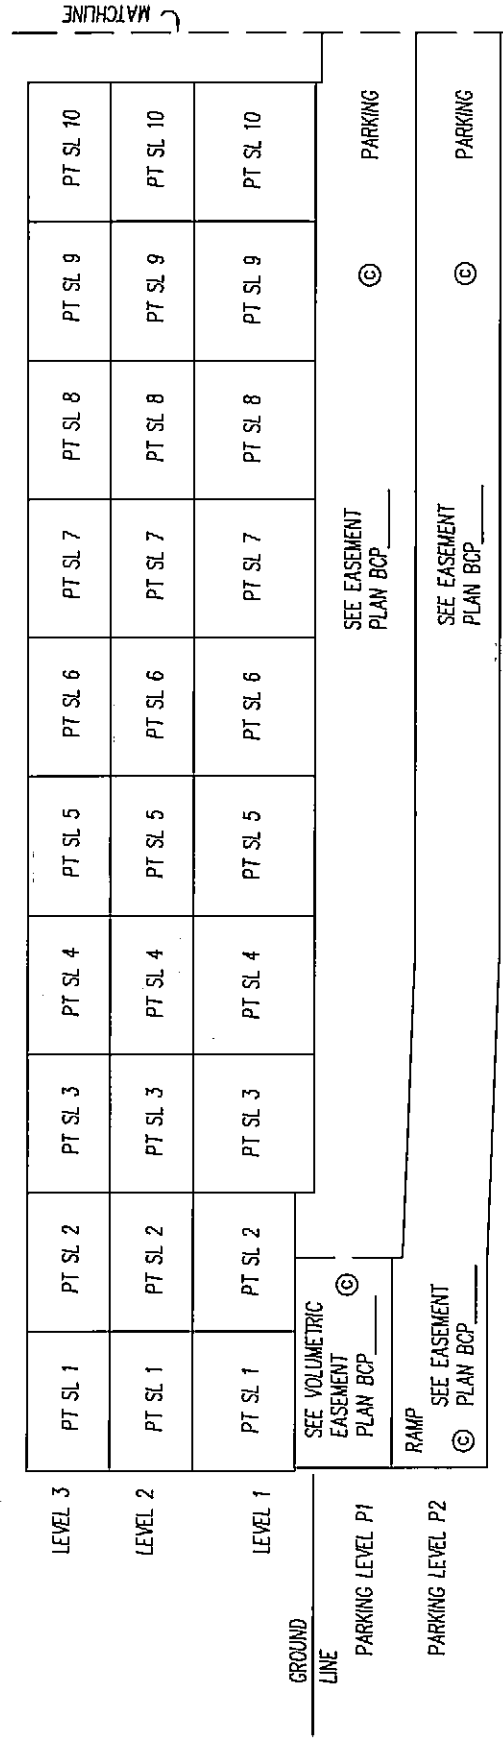 MATCHLINE C
LEVEL 3
PT SL 1
PT SL 2
PT SL 3
PT SL 4
PT SL 5
PT SL 6
PT SL 7
PT SL 8
PT SL 9
PT SL 10
LEVEL 2
PT SL 1
PT SL 2
PT SL 3
PT SL 4
PT SL 5
PT SL 6
PT SL 7
PT SL 8
PT SL 9
PT SL 10
LEVEL 1
PT SL 1
PT SL 2
PT SL 3
PT SL 4
PT SL 5
PT SL 6
PT SL 7
PT SL 8
PT SL 9
PT SL 10
GROUND
LINE
PARKING LEVEL P1
SEE VOLUMETRIC
EASEMENT ©
PLAN BCP____
SEE EASEMENT
PLAN BCP____
© PARKING
PARKING LEVEL P2
RAMP
SEE EASEMENT
© PLAN BCP____
SEE EASEMENT
PLAN BCP____
© PARKING